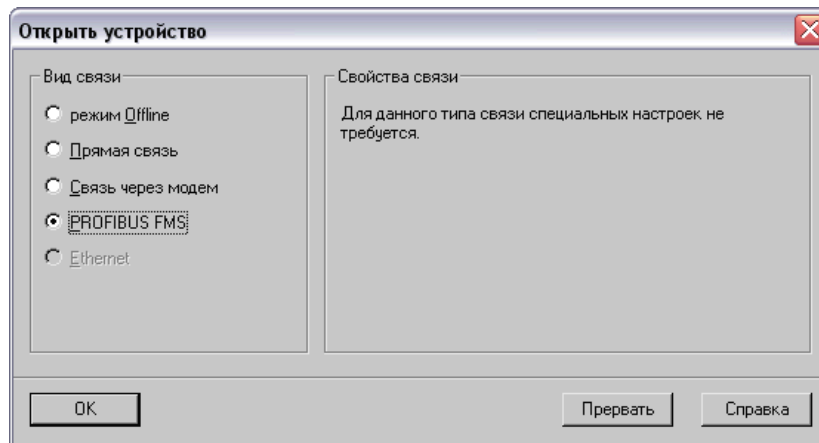 Открыть устройство
Вид связи
режим Offline
Прямая связь
Связь через модем
PROFIBUS FMS
Ethernet
Свойства связи
Для данного типа связи специальных настроек не
требуется.
OK
Прервать
Справка